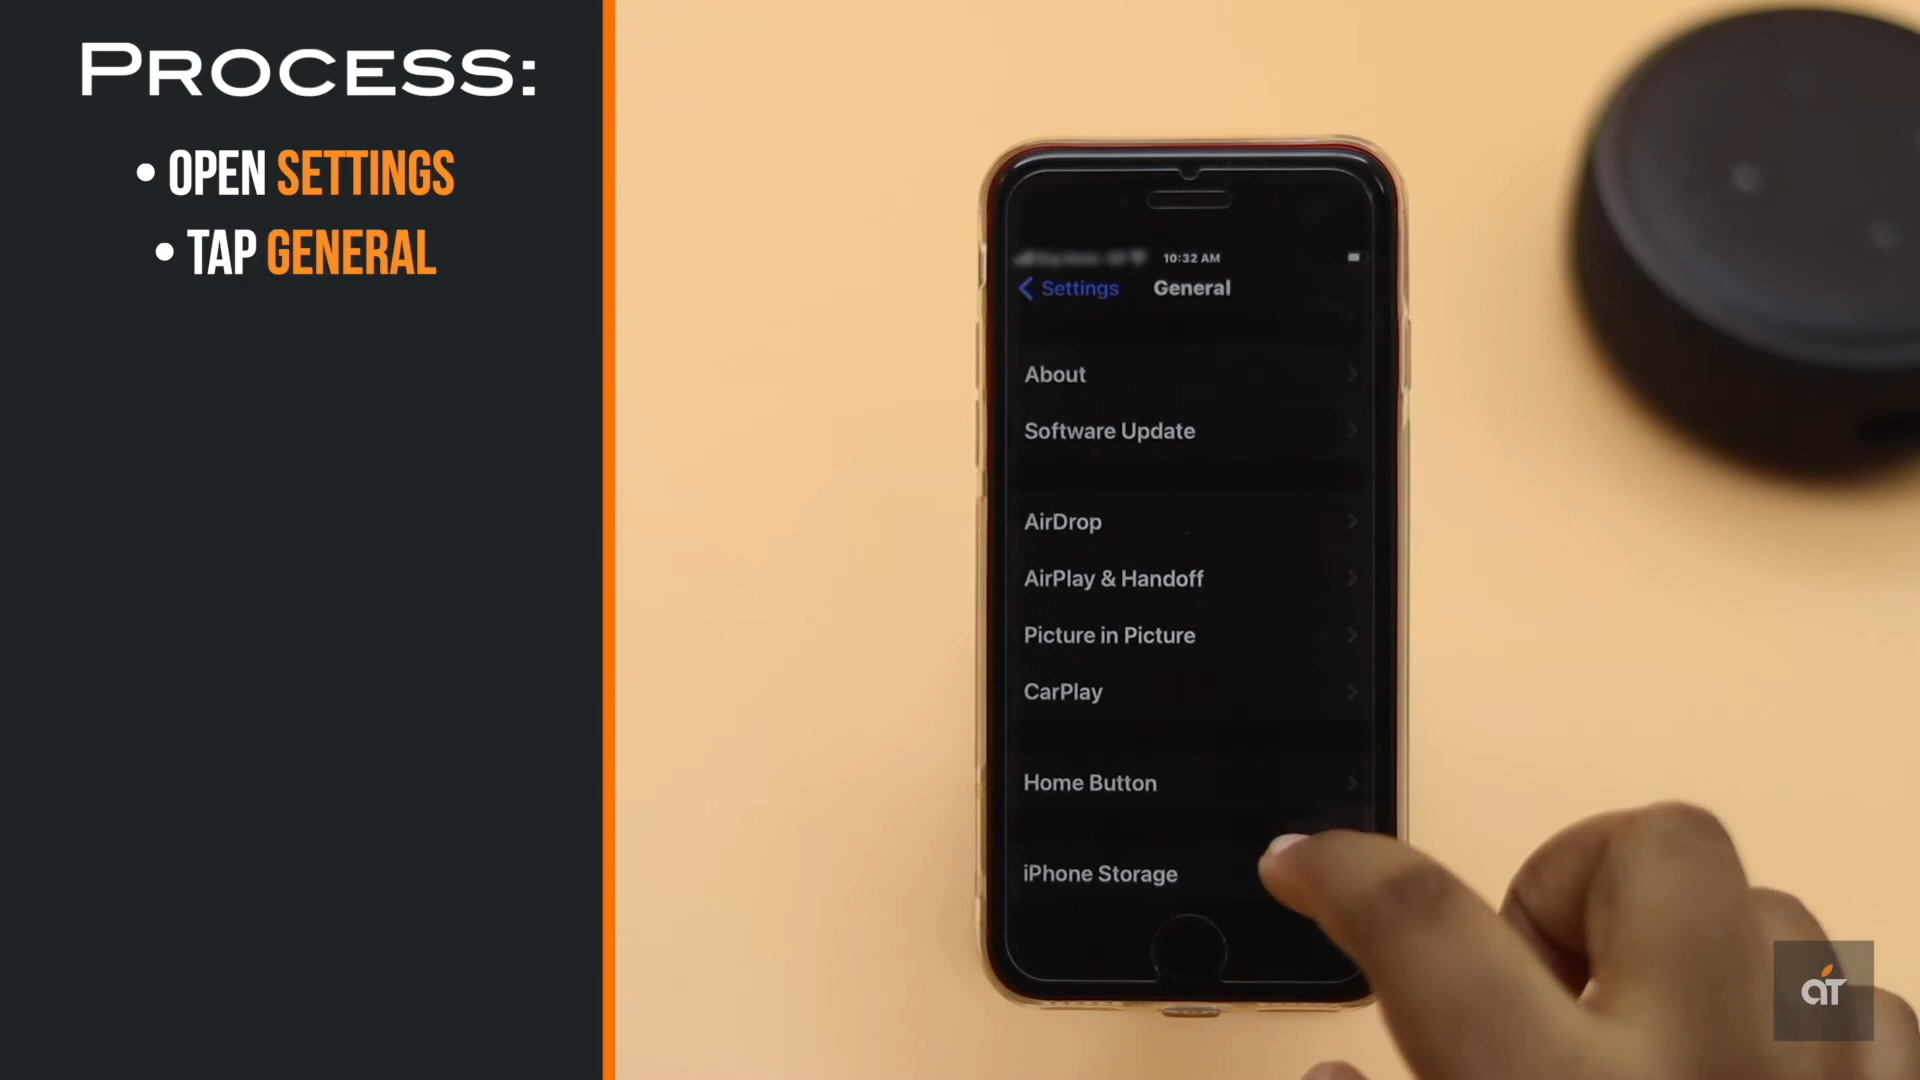 PROCESS:
• OPEN SETTINGS
• TAP GENERAL
10:32 AM
Settings
General
About
Software Update
AirDrop
AirPlay & Handoff
Picture in Picture
CarPlay
Home Button
iPhone Storage
aT